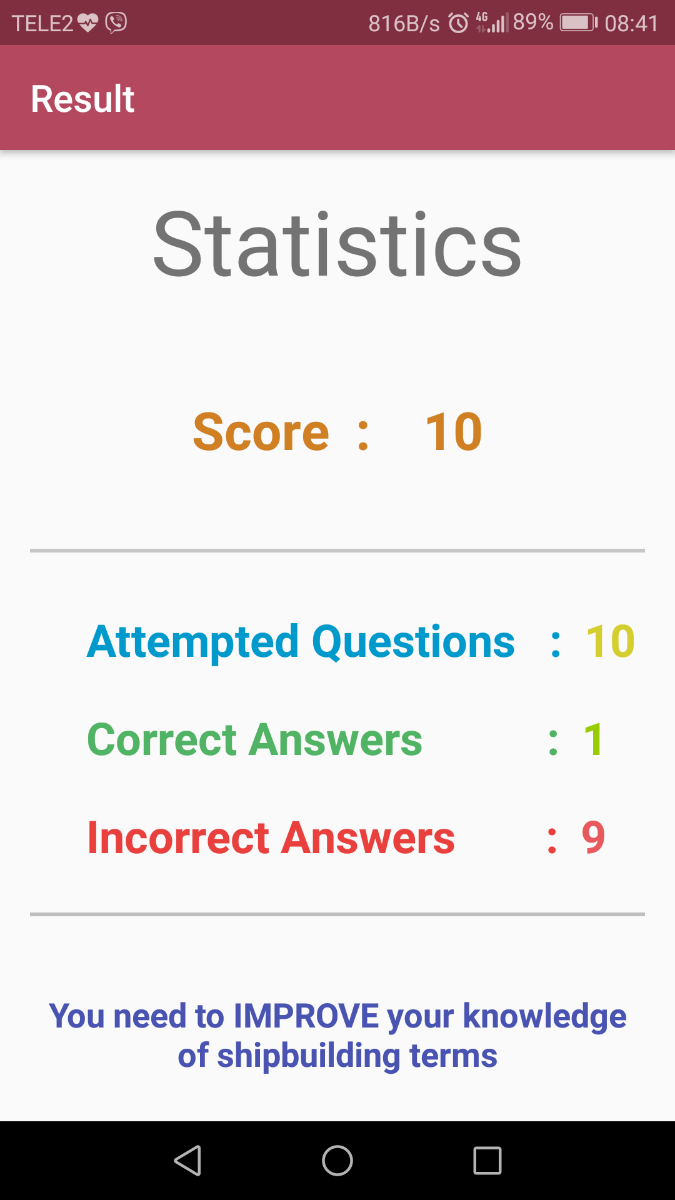 TELE2 816B/s 4G 89% 08:41
Result
Statistics
Score : 10
Attempted Questions : 10
Correct Answers : 1
Incorrect Answers : 9
You need to IMPROVE your knowledge
of shipbuilding terms